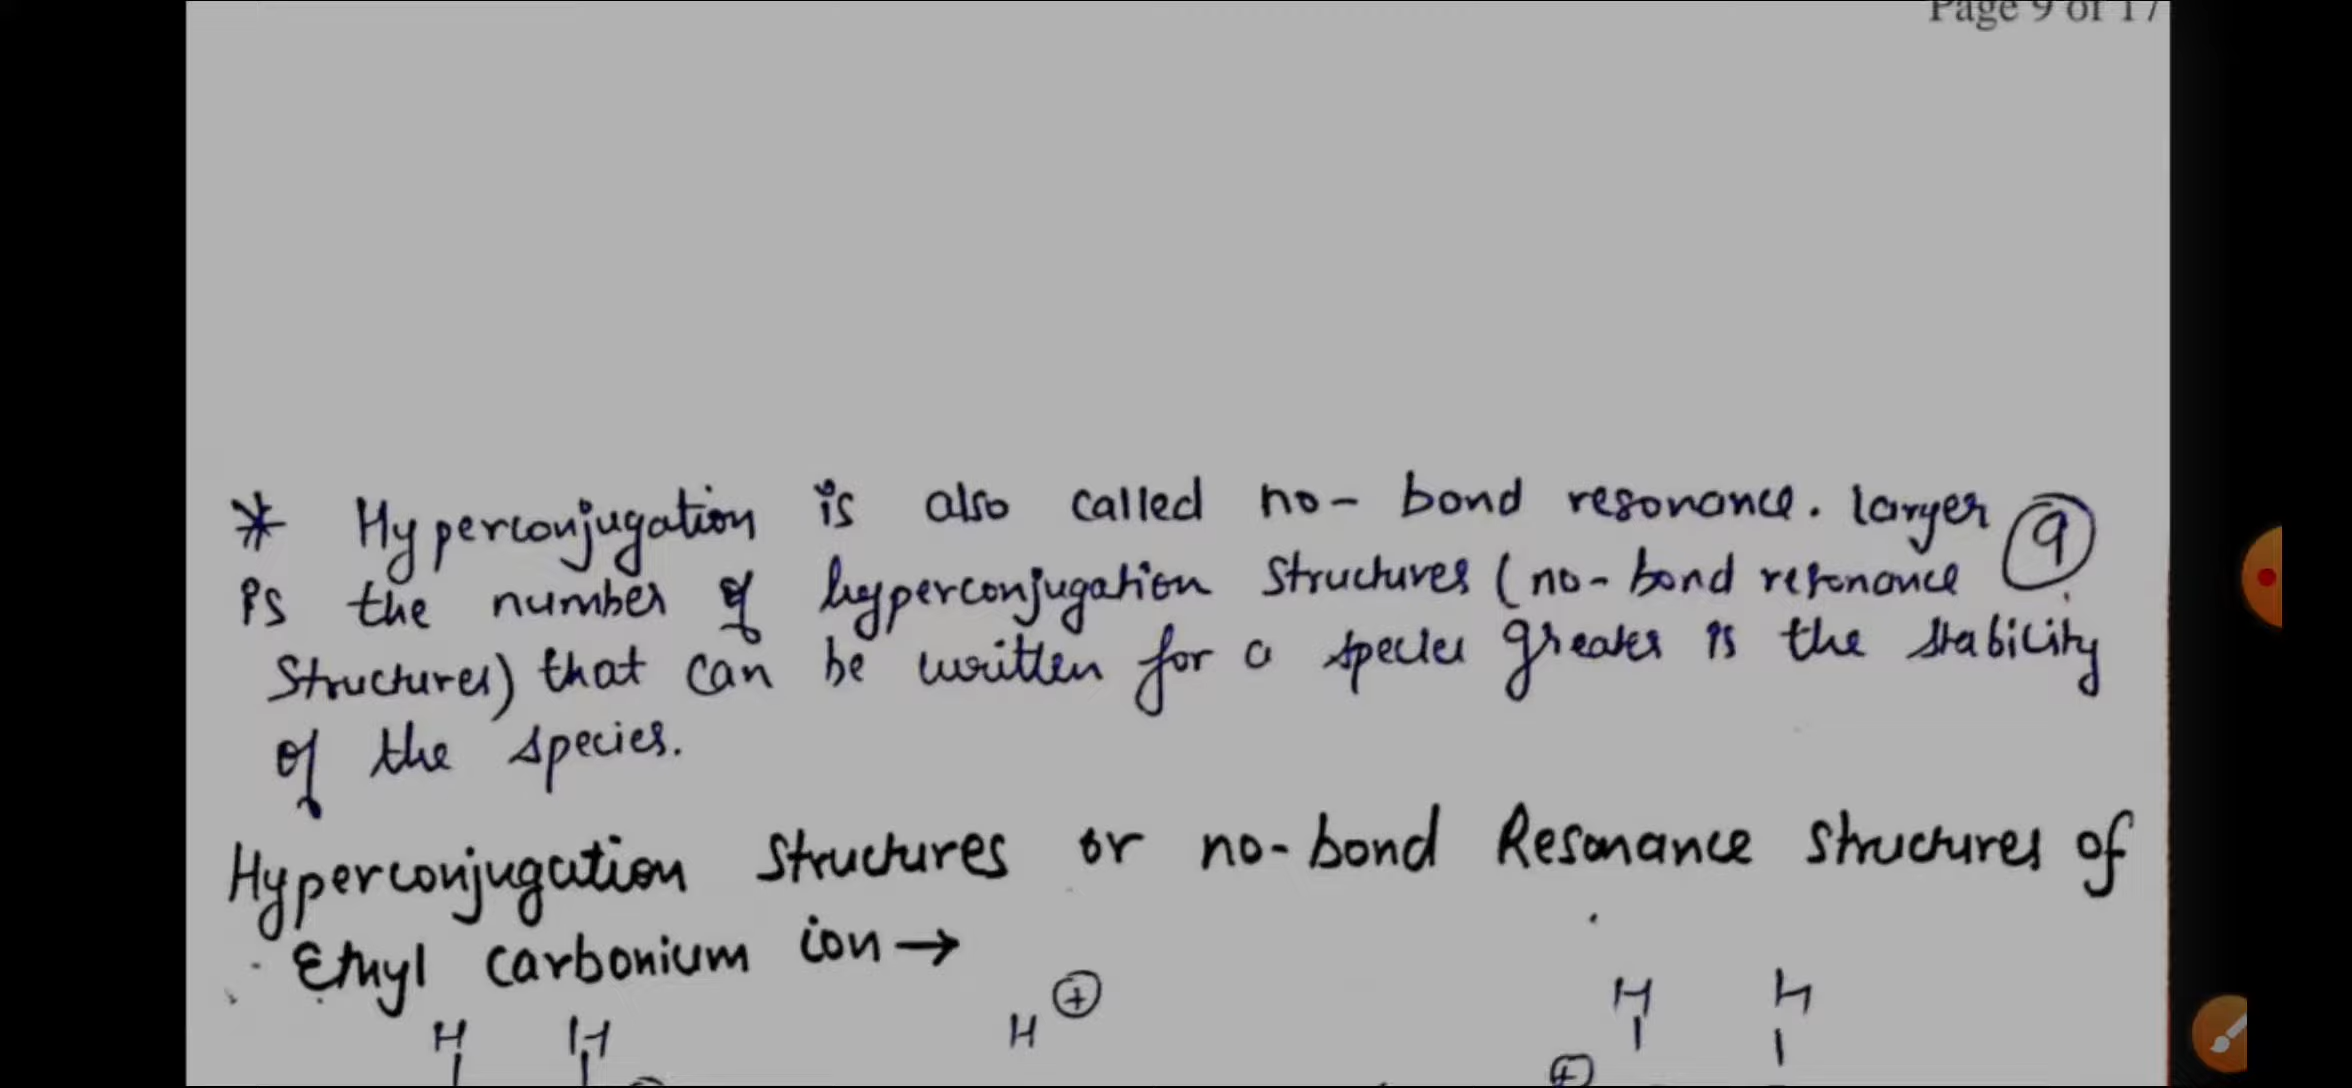 Page 9 of 17
* Hyperconjugation is also called no-bond resonance. larger
9
is the number of hyperconjugation structures (no-bond resonance
structures) that can be written for a species greater is the stability
of the species.
Hyperconjugation structures or no-bond Resonance structures of
Ethyl carbonium ion →
H H H ⊕ H H
⊕